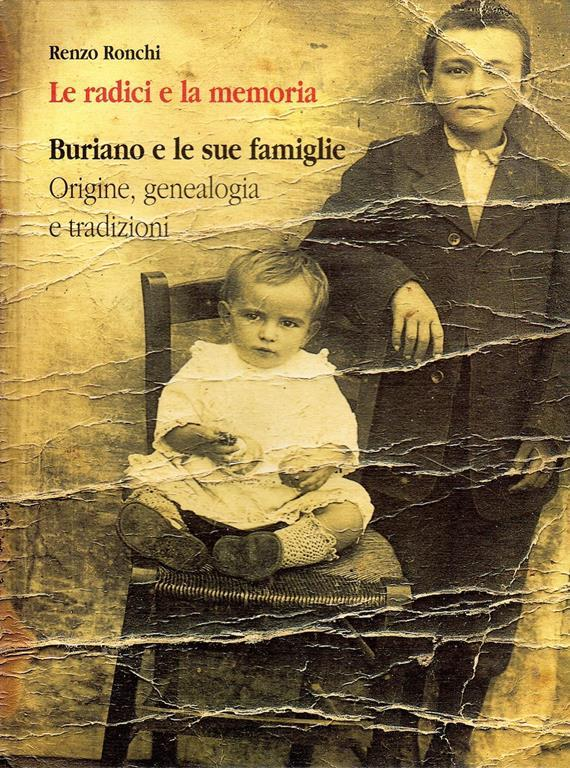 Renzo Ronchi
Le radici e la memoria
Buriano e le sue famiglie
Origine, genealogia
e tradizioni